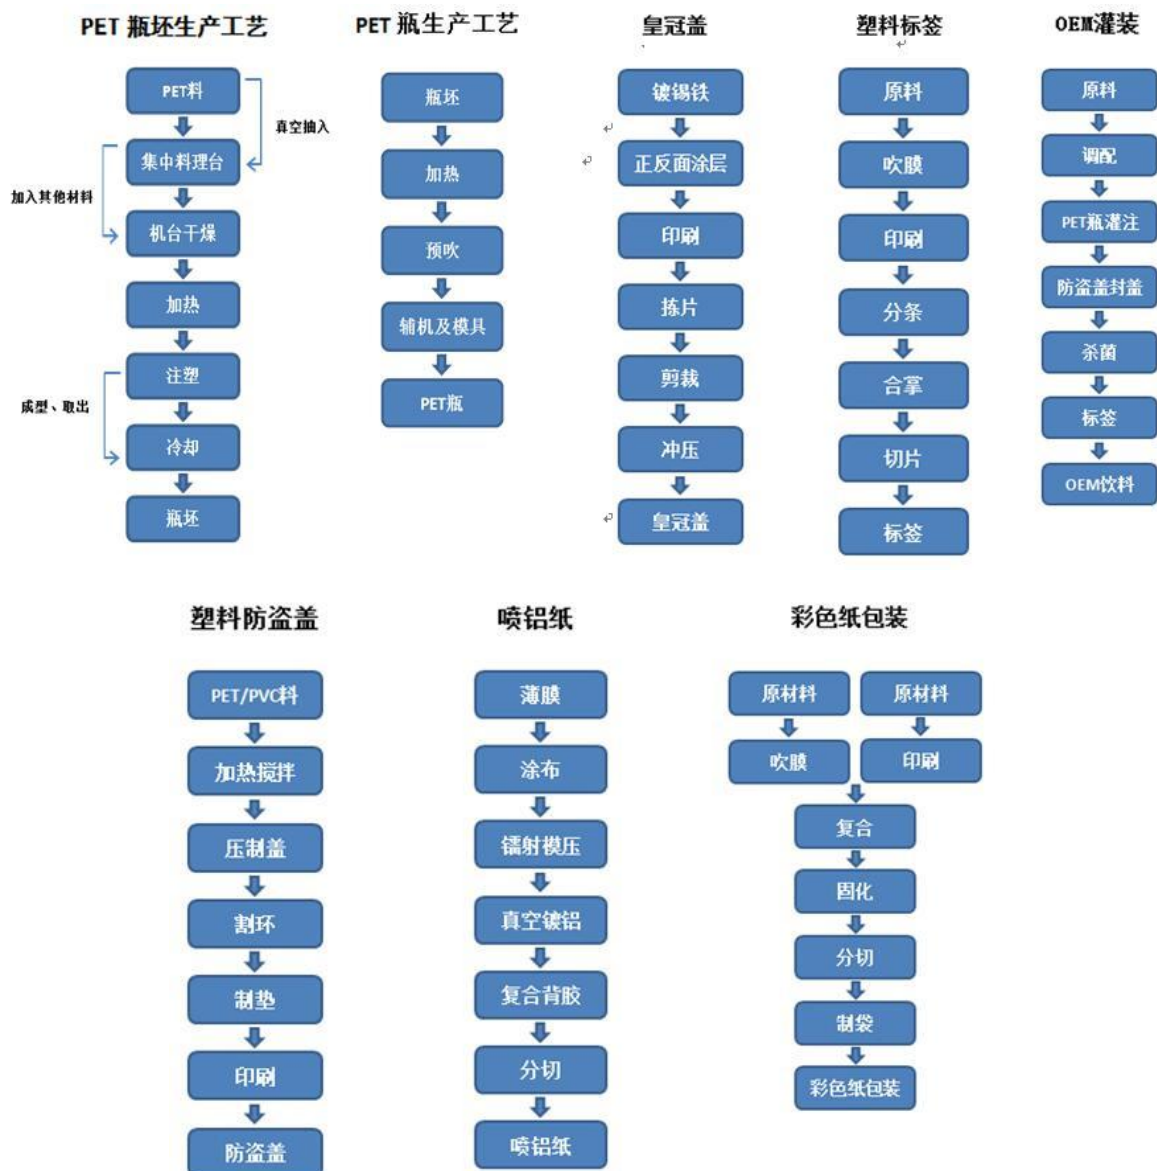 PET 瓶坯生产工艺
PET料
真空抽入
集中料理台
加入其他材料
机台干燥
加热
注塑
成型、取出
冷却
瓶坯
PET 瓶生产工艺
瓶坯
加热
预吹
辅机及模具
PET瓶
皇冠盖
镀锡铁
正反面涂层
印刷
拣片
剪裁
冲压
皇冠盖
塑料标签
原料
吹膜
印刷
分条
合掌
切片
标签
OEM灌装
原料
调配
PET瓶灌注
防盗盖封盖
杀菌
标签
OEM饮料
塑料防盗盖
PET/PVC料
加热搅拌
压制盖
割环
制垫
印刷
防盗盖
喷铝纸
薄膜
涂布
镭射模压
真空镀铝
复合背胶
分切
喷铝纸
彩色纸包装
原材料
原材料
吹膜
印刷
复合
固化
分切
制袋
彩色纸包装